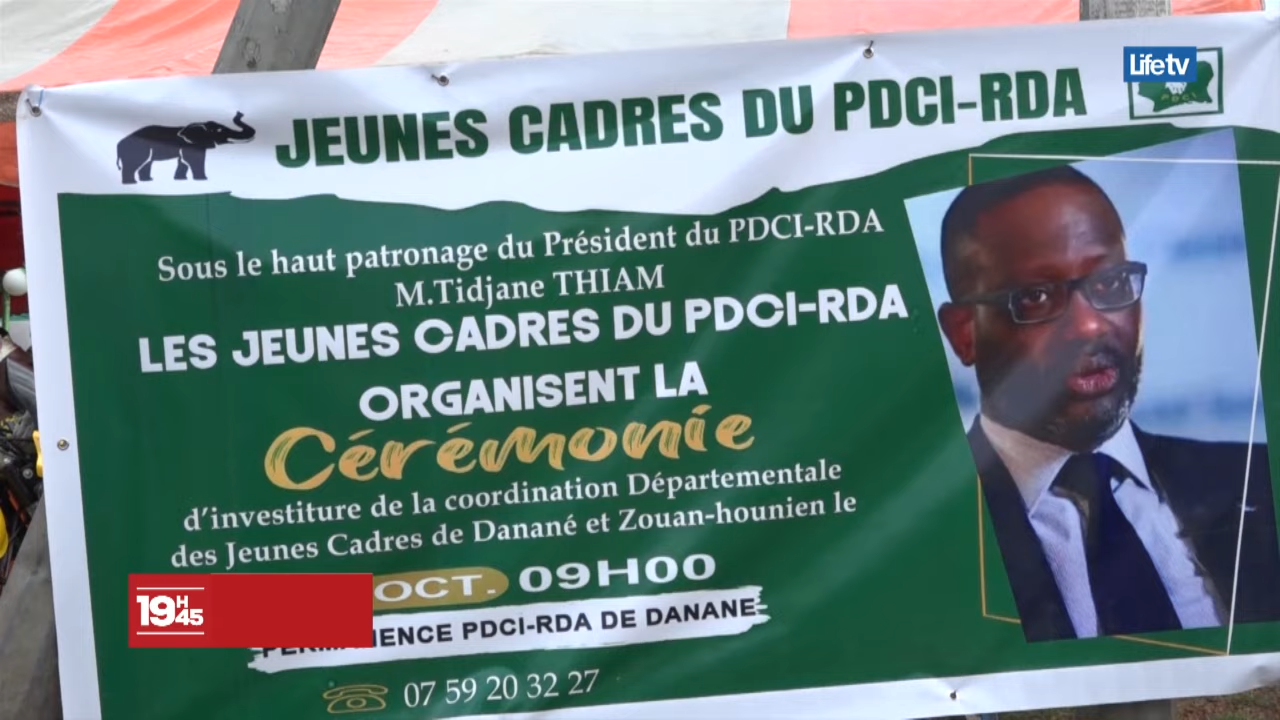 Life tv
JEUNES CADRES DU PDCI-RDA
Sous le haut patronage du Président du PDCI-RDA
M.Tidjane THIAM
LES JEUNES CADRES DU PDCI-RDA
ORGANISENT LA
Cérémonie
d'investiture de la coordination Départementale
des Jeunes Cadres de Danané et Zouan-hounien le
OCT. 09H00
PDCI-RDA DE DANANE
07 59 20 32 27
19H45